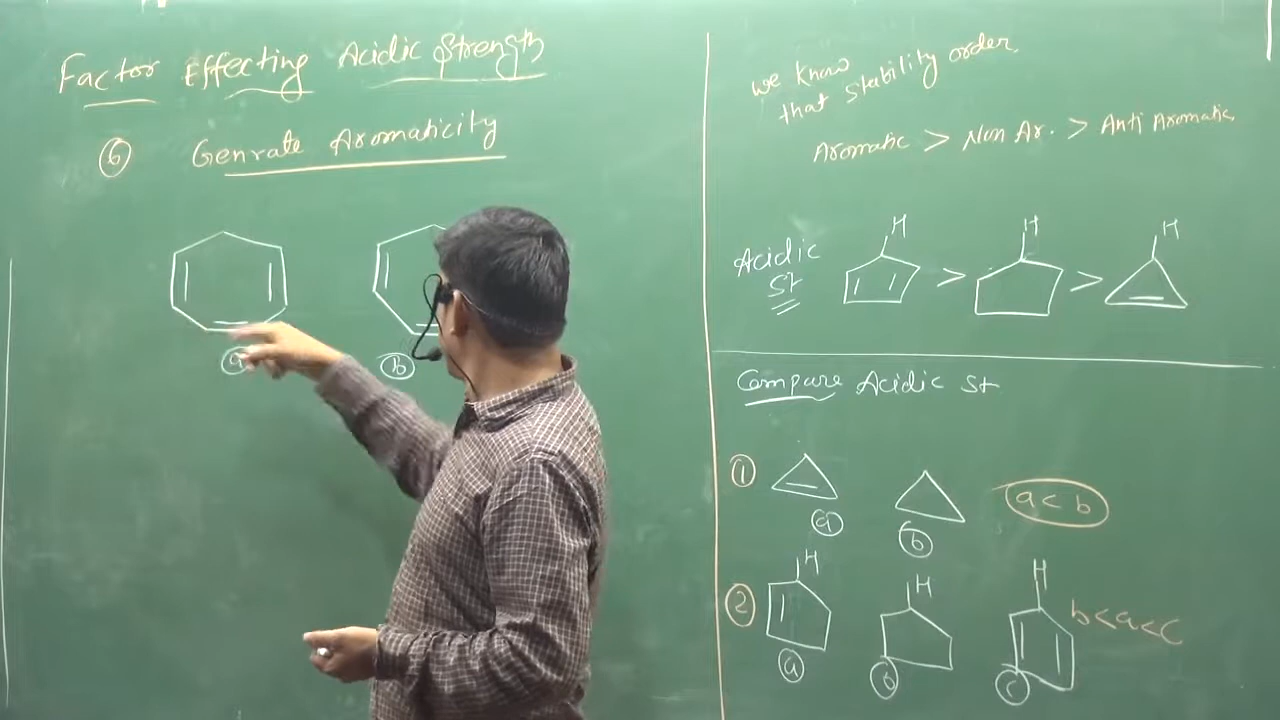 Factor Effecting Acidic Strength
⑥ Genrate Aromaticity
ⓐ ⓑ
we know
that Stability order.
Aromatic > Non Ar. > Anti Aromatic
H H H
Acidic > >
St
Compare Acidic St
① ⓐ ⓑ a < b
② H H H
b < a < c
ⓐ ⓑ ⓒ